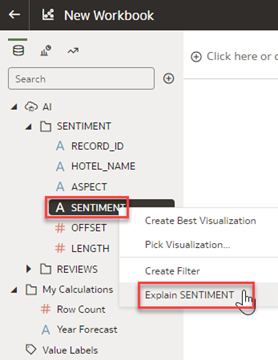 New Workbook
Search
Click here or d
AI
SENTIMENT
A RECORD_ID
A HOTEL_NAME
A ASPECT
A SENTIMENT
# OFFSET
# LENGTH
REVIEWS
My Calculations
# Row Count
A Year Forecast
Value Labels
Create Best Visualization
Pick Visualization...
Create Filter
Explain SENTIMENT